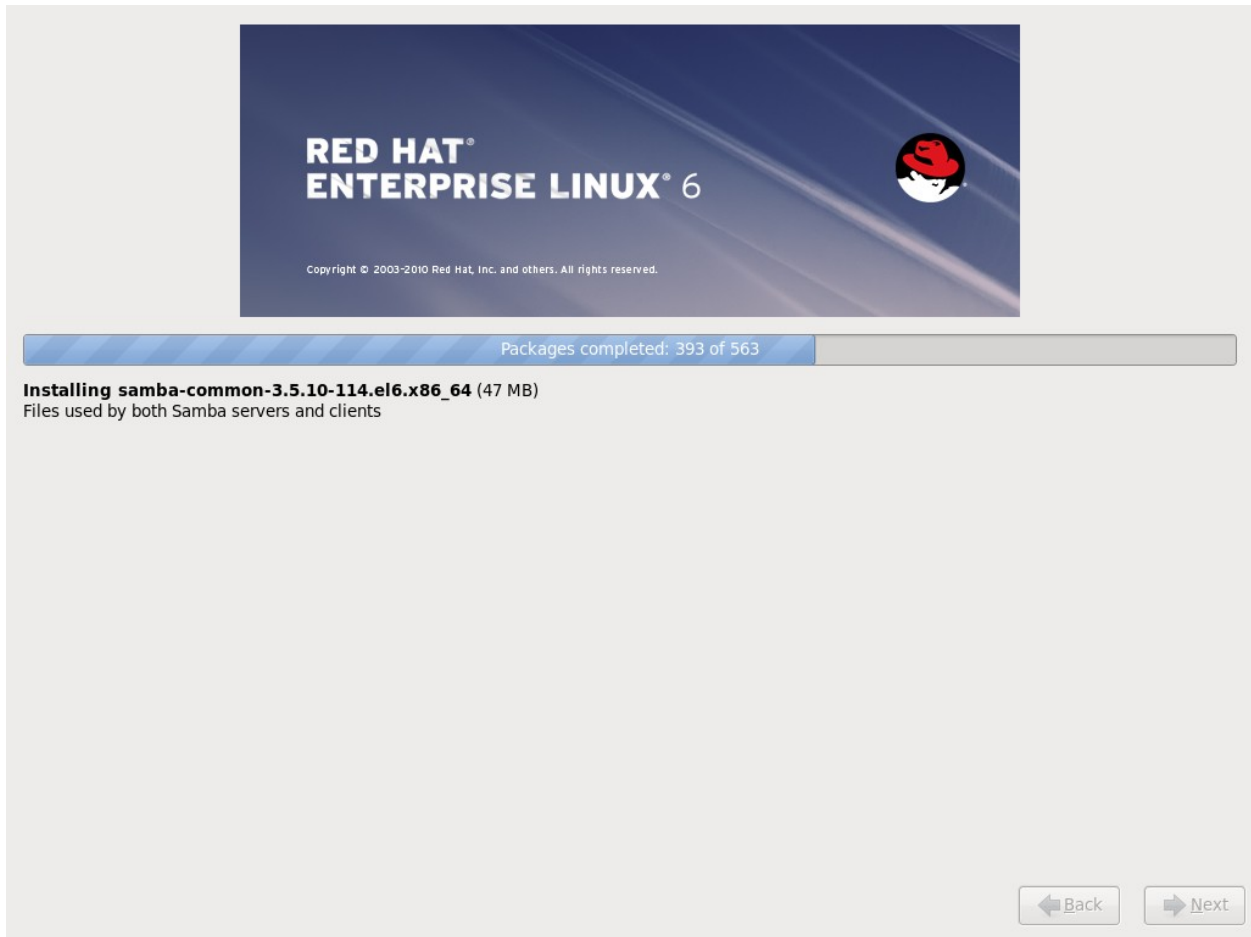 RED HAT®
ENTERPRISE LINUX® 6
Copyright © 2003-2010 Red Hat, Inc. and others. All rights reserved.
Packages completed: 393 of 563
Installing samba-common-3.5.10-114.el6.x86_64 (47 MB)
Files used by both Samba servers and clients
Back Next